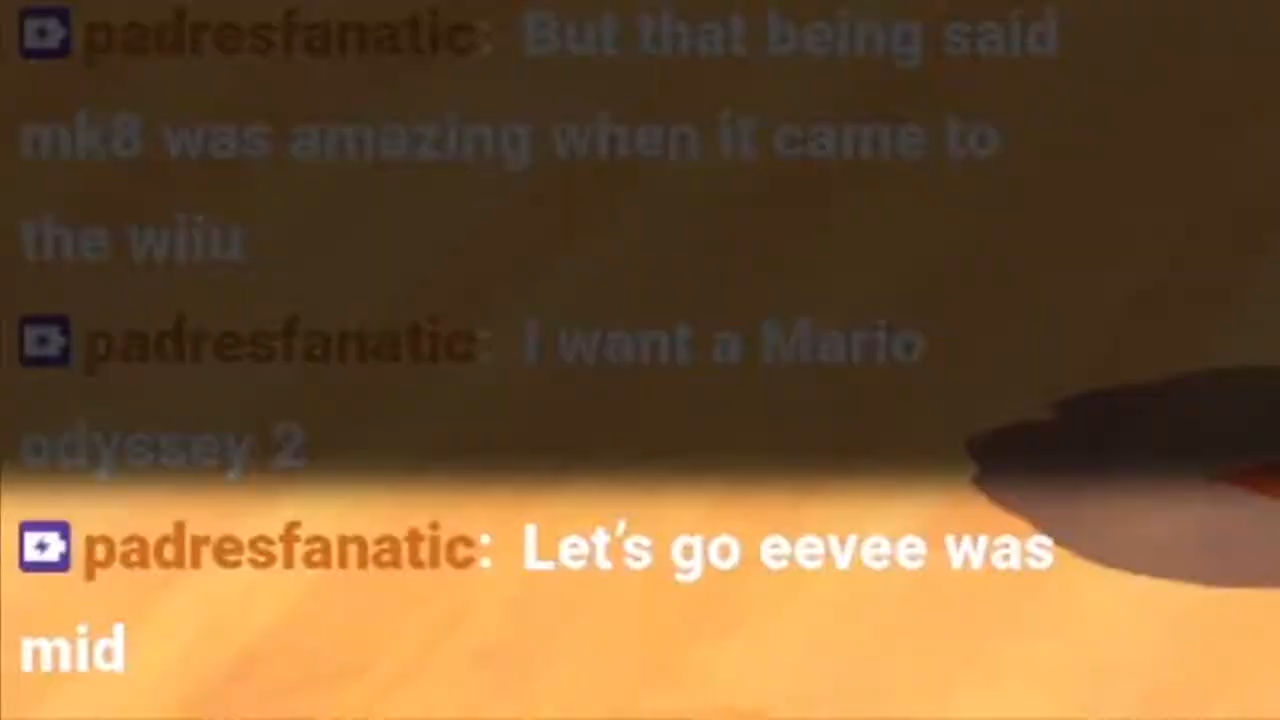 padresfanatic: But that being said
mk8 was amazing when it came to
the wiiu
padresfanatic: I want a Mario
odyssey 2
padresfanatic: Let's go eevee was
mid